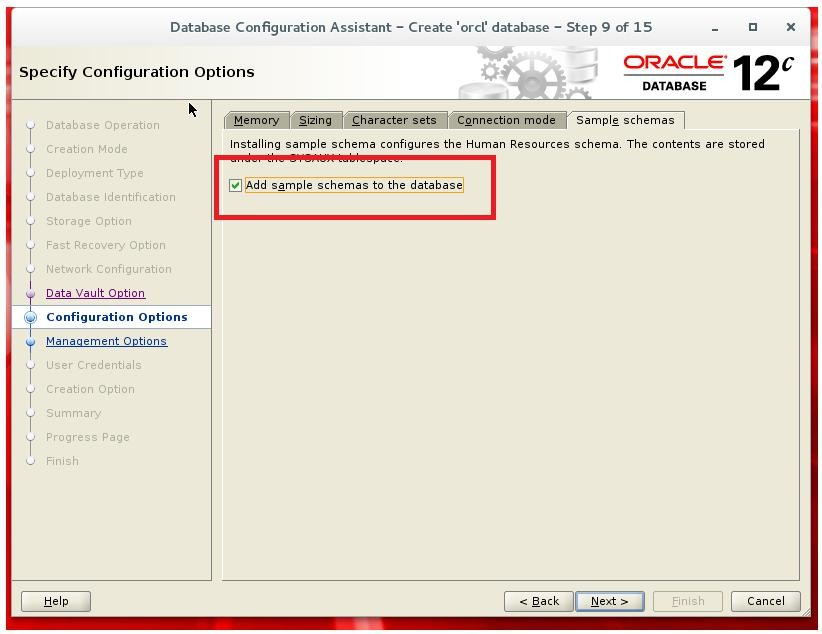 Database Configuration Assistant – Create 'orcl' database – Step 9 of 15
Specify Configuration Options
ORACLE
DATABASE
12c
Database Operation
Creation Mode
Deployment Type
Database Identification
Storage Option
Fast Recovery Option
Network Configuration
Data Vault Option
Configuration Options
Management Options
User Credentials
Creation Option
Summary
Progress Page
Finish
Memory Sizing Character sets Connection mode Sample schemas
Installing sample schema configures the Human Resources schema. The contents are stored
under the SYSAUX tablespace.
Add sample schemas to the database
Help < Back Next > Finish Cancel